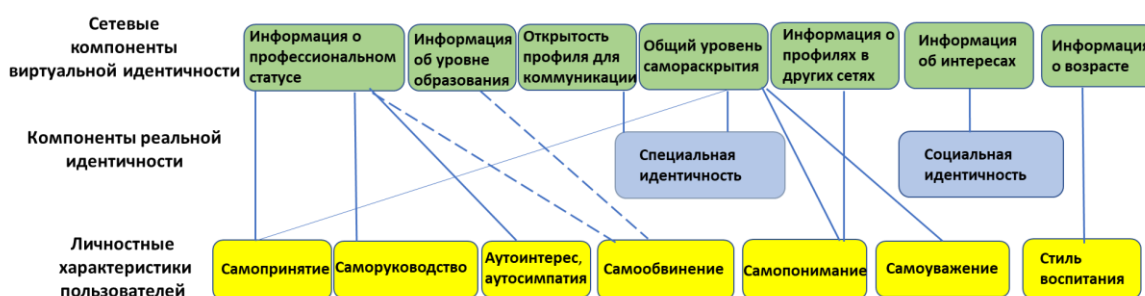 Сетевые
компоненты
виртуальной идентичности
Информация о
профессиональном
статусе
Информация
об уровне
образования
Открытость
профиля для
коммуникации
Общий уровень
самораскрытия
Информация о
профилях в
других сетях
Информация
об интересах
Информация
о возрасте
Компоненты реальной
идентичности
Специальная
идентичность
Социальная
идентичность
Личностные
характеристики
пользователей
Самопринятие
Саморуководство
Аутоинтерес,
аутосимпатия
Самообвинение
Самопонимание
Самоуважение
Стиль
воспитания